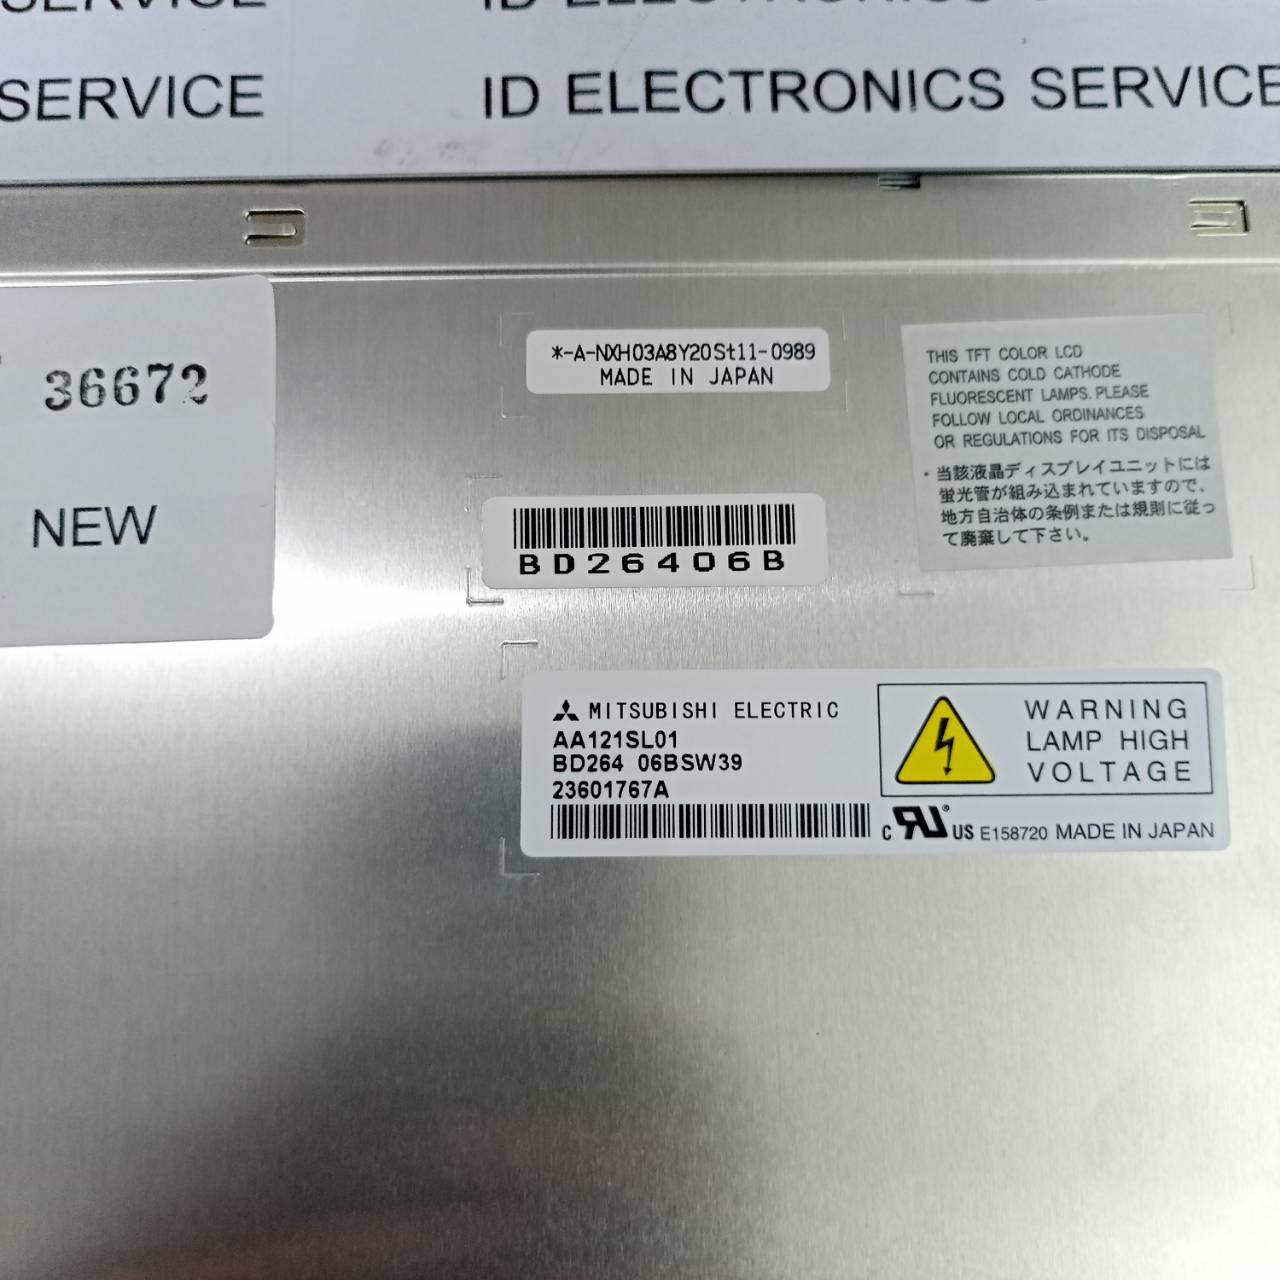 SERVICE ID ELECTRONICS SERVICE
SERVICE ID ELECTRONICS SERVICE
36672
NEW
*-A-NXH03A8Y20St11-0989
MADE IN JAPAN
THIS TFT COLOR LCD
CONTAINS COLD CATHODE
FLUORESCENT LAMPS. PLEASE
FOLLOW LOCAL ORDINANCES
OR REGULATIONS FOR ITS DISPOSAL
・当該液晶ディスプレイユニットには
蛍光管が組み込まれていますので、
地方自治体の条例または規則に従っ
て廃棄して下さい。
BD26406B
MITSUBISHI ELECTRIC
AA121SL01
BD264 06BSW39
23601767A
WARNING
LAMP HIGH
VOLTAGE
c RU® US E158720 MADE IN JAPAN